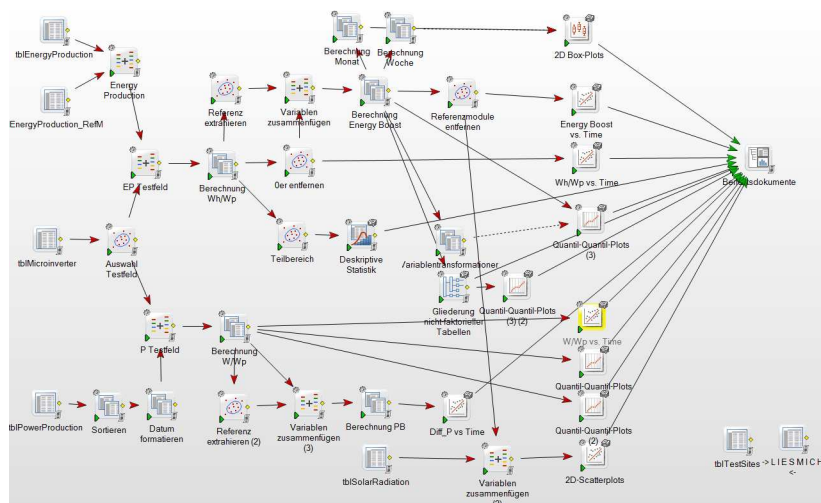 tblEnergyProduction
Energy
Production
EnergyProduction_RefM
Berechnung
Monat
Berechnung
Woche
2D Box-Plots
Referenz
extrahieren
Variablen
zusammenfügen
Berechnung
Energy Boost
Referenzmodule
entfernen
Energy Boost
vs. Time
EP Testfeld
Berechnung
Wh/Wp
0er entfernen
Wh/Wp vs. Time
Berichtsdokumente
tblMicroinverter
Auswahl
Testfeld
Teilbereich
Deskriptive
Statistik
Variablentransformationen
Quantil-Quantil-Plots
(3)
Gliederung
nicht-faktorieller
Tabellen
Quantil-Quantil-Plots
(3) (2)
P Testfeld
Berechnung
W/Wp
W/Wp vs. Time
Quantil-Quantil-Plots
tblPowerProduction
Sortieren
Datum
formatieren
Referenz
extrahieren (2)
Variablen
zusammenfügen
(3)
Berechnung PB
Diff_P vs Time
Quantil-Quantil-Plots
(2)
tblSolarRadiation
Variablen
zusammenfügen
(2)
2D-Scatterplots
tblTestSites
-> L I E S M I C H
<-